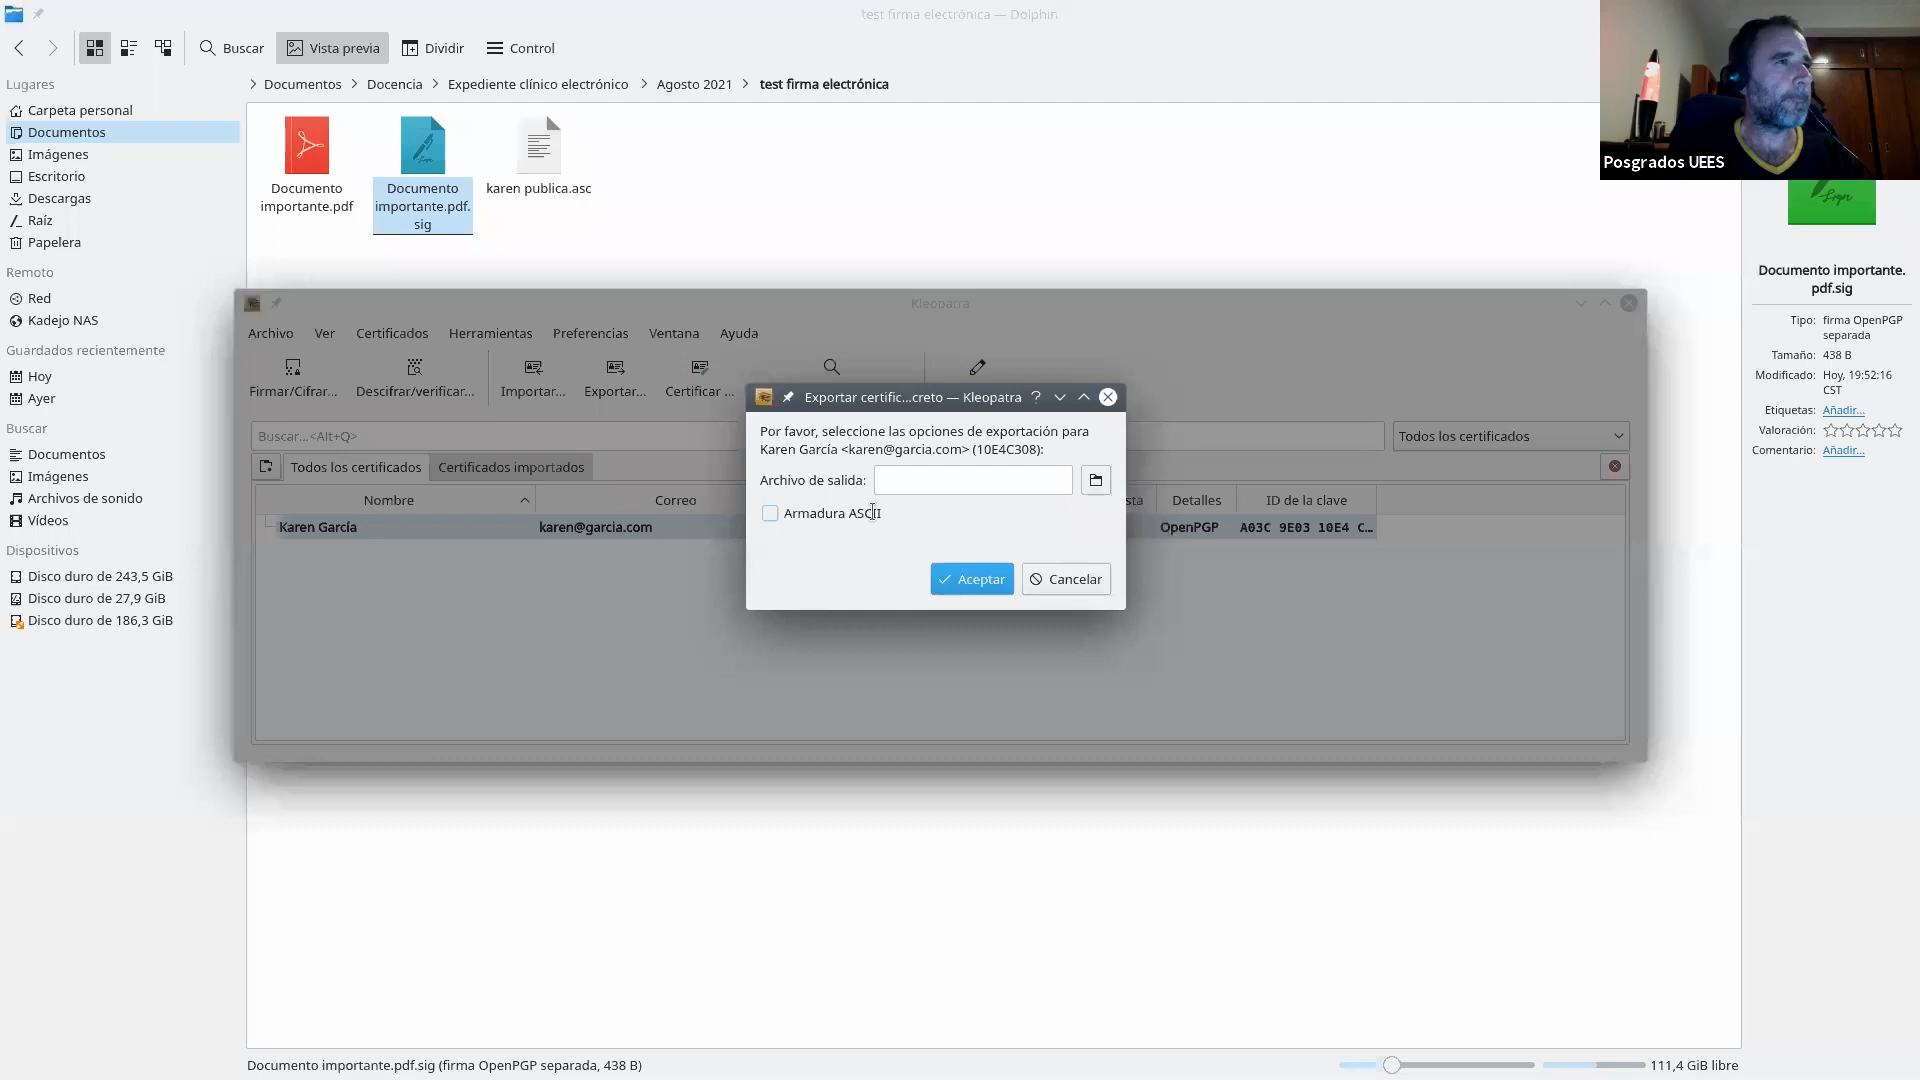 test firma electrónica — Dolphin
Buscar
Vista previa
Dividir
Control
Lugares
Documentos
Docencia
Expediente clínico electrónico
Agosto 2021
test firma electrónica
Carpeta personal
Documentos
Imágenes
Escritorio
Descargas
Raíz
Papelera
Remoto
Red
Kadejo NAS
Guardados recientemente
Hoy
Ayer
Buscar
Documentos
Imágenes
Archivos de sonido
Vídeos
Dispositivos
Disco duro de 243,5 GiB
Disco duro de 27,9 GiB
Disco duro de 186,3 GiB
Documento
importante.pdf
Documento
importante.pdf.
sig
karen publica.asc
Posgrados UEES
Sign
Documento importante.
pdf.sig
Tipo: firma OpenPGP
separada
Tamaño: 438 B
Modificado: Hoy, 19:52:16
CST
Etiquetas: Añadir...
Valoración:
Comentario: Añadir...
Kleopatra
Archivo
Ver
Certificados
Herramientas
Preferencias
Ventana
Ayuda
Firmar/Cifrar...
Descifrar/verificar...
Importar...
Exportar...
Certificar ...
Buscar...<Alt+Q>
Todos los certificados
Todos los certificados
Certificados importados
Nombre
Correo
sta
Detalles
ID de la clave
Karen García
karen@garcia.com
OpenPGP
A03C 9E03 10E4 C…
Exportar certific...creto — Kleopatra
Por favor, seleccione las opciones de exportación para
Karen García <karen@garcia.com> (10E4C308):
Archivo de salida:
Armadura ASCII
Aceptar
Cancelar
Documento importante.pdf.sig (firma OpenPGP separada, 438 B)
111,4 GiB libre